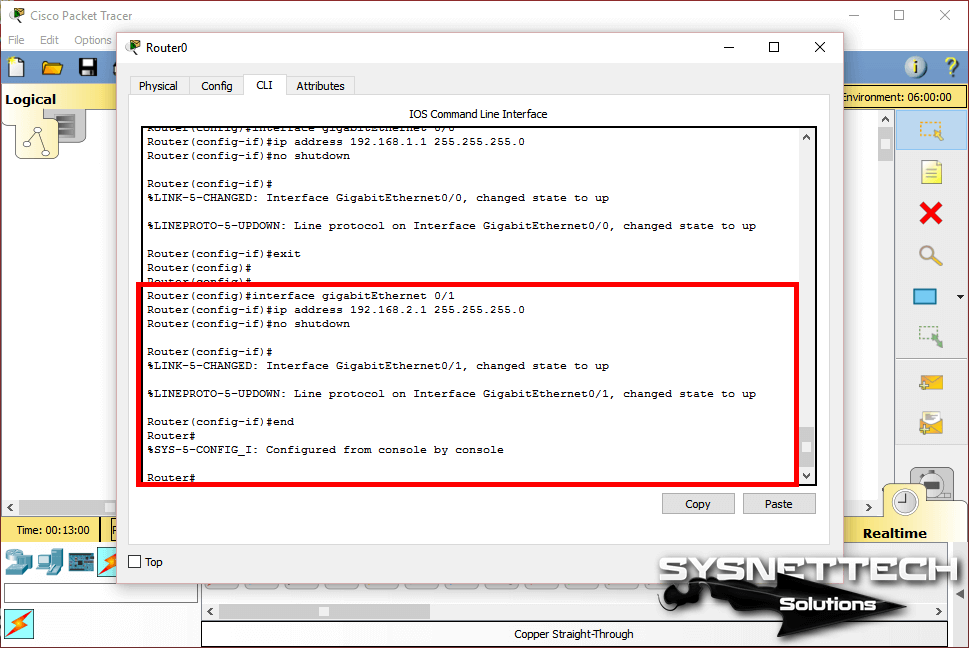 Cisco Packet Tracer
File Edit Options
Router0
Logical
Environment: 06:00:00
Physical Config CLI Attributes
IOS Command Line Interface
Router(config)#interface gigabitEthernet 0/0
Router(config-if)#ip address 192.168.1.1 255.255.255.0
Router(config-if)#no shutdown
Router(config-if)#
%LINK-5-CHANGED: Interface GigabitEthernet0/0, changed state to up
%LINEPROTO-5-UPDOWN: Line protocol on Interface GigabitEthernet0/0, changed state to up
Router(config-if)#exit
Router(config)#
Router(config)#
Router(config)#interface gigabitEthernet 0/1
Router(config-if)#ip address 192.168.2.1 255.255.255.0
Router(config-if)#no shutdown
Router(config-if)#
%LINK-5-CHANGED: Interface GigabitEthernet0/1, changed state to up
%LINEPROTO-5-UPDOWN: Line protocol on Interface GigabitEthernet0/1, changed state to up
Router(config-if)#end
Router#
%SYS-5-CONFIG_I: Configured from console by console
Router#
Copy Paste
Time: 00:13:00
Realtime
Top
SYSNETTECH
Solutions
Copper Straight-Through